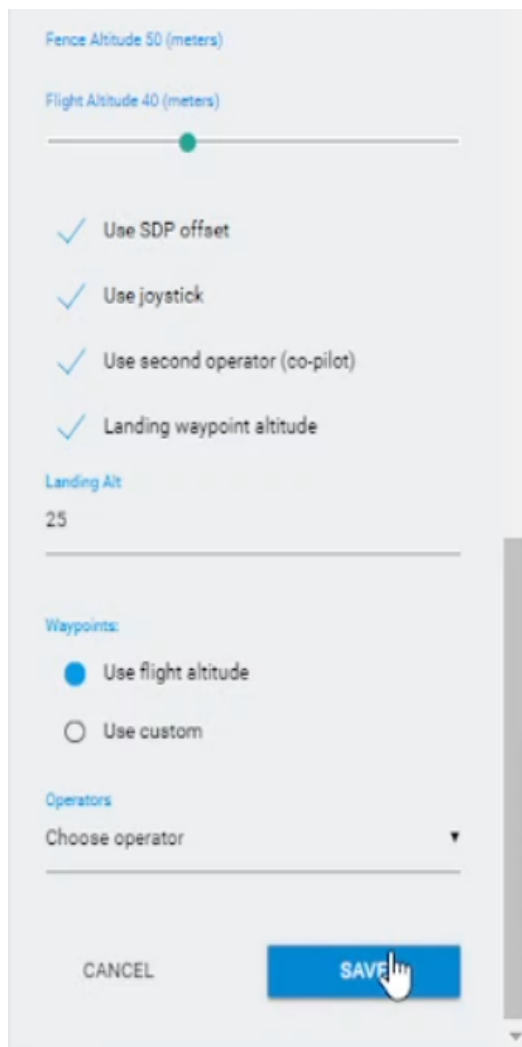 Fence Altitude 50 (meters)
Flight Altitude 40 (meters)
Use SDP offset
Use joystick
Use second operator (co-pilot)
Landing waypoint altitude
Landing Alt
25
Waypoints:
Use flight altitude
Use custom
Operators
Choose operator
CANCEL
SAVE